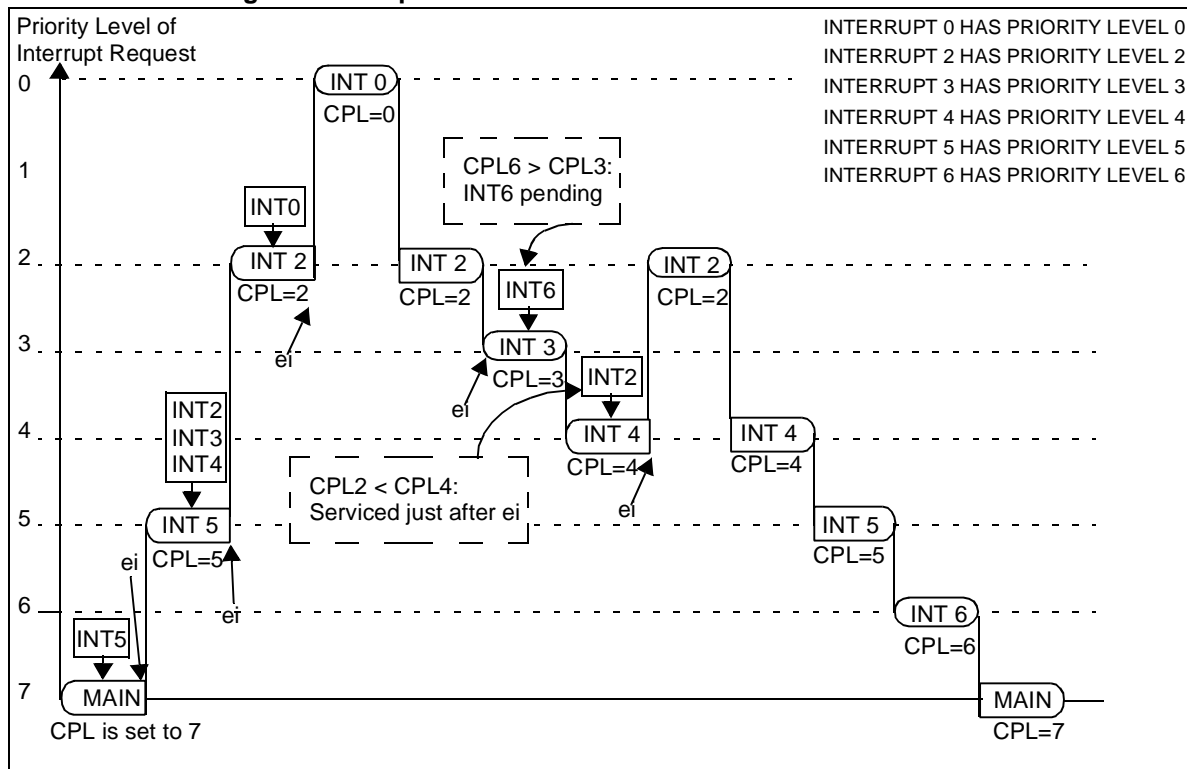 Priority Level of
Interrupt Request
INTERRUPT 0 HAS PRIORITY LEVEL 0
INTERRUPT 2 HAS PRIORITY LEVEL 2
INTERRUPT 3 HAS PRIORITY LEVEL 3
INTERRUPT 4 HAS PRIORITY LEVEL 4
INTERRUPT 5 HAS PRIORITY LEVEL 5
INTERRUPT 6 HAS PRIORITY LEVEL 6
0
INT 0
CPL=0
1
CPL6 > CPL3:
INT6 pending
INT0
2
INT 2
CPL=2
INT 2
CPL=2
INT6
INT 2
CPL=2
ei
3
INT 3
CPL=3
ei
INT2
INT2
INT3
INT4
4
INT 4
CPL=4
ei
INT 4
CPL=4
CPL2 < CPL4:
Serviced just after ei
5
INT 5
CPL=5
ei
ei
INT 5
CPL=5
6
INT5
INT 6
CPL=6
7
MAIN
CPL is set to 7
MAIN
CPL=7